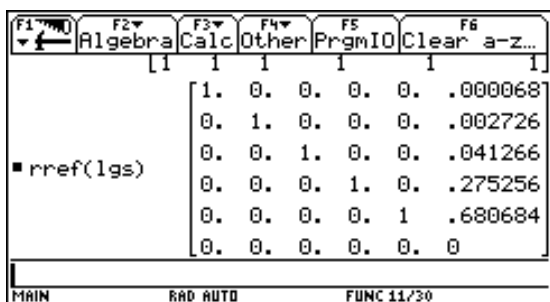 F1 F2 F3 F4 F5 F6
Algebra Calc Other PrgmIO Clear a-z…
[1 1 1 1 1 1]
[1. 0. 0. 0. 0. .000068]
0. 1. 0. 0. 0. .002726
0. 0. 1. 0. 0. .041266
▪ rref(lgs)
0. 0. 0. 1. 0. .275256
0. 0. 0. 0. 1 .680684
[0. 0. 0. 0. 0. 0]
MAIN RAD AUTO FUNC 11/30